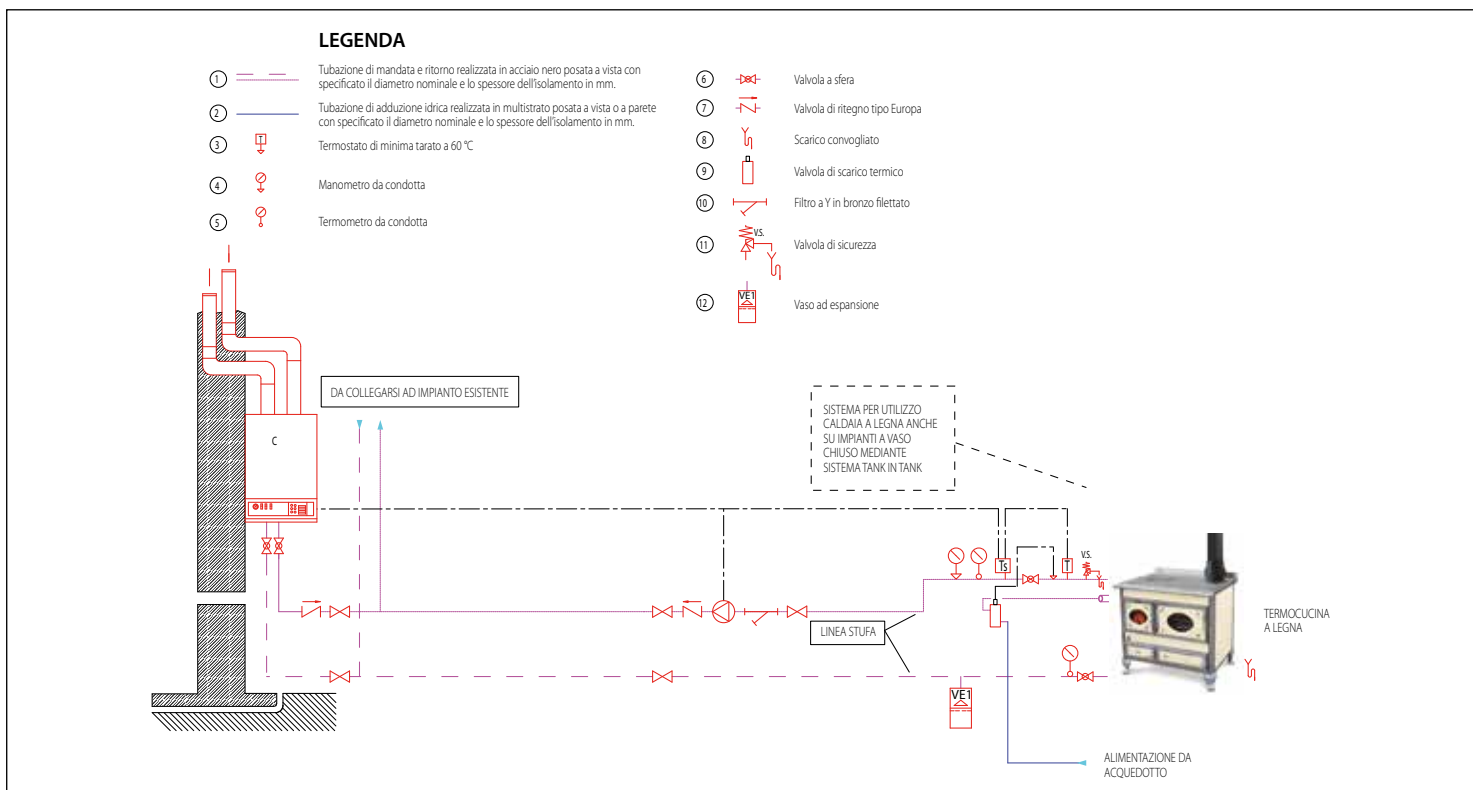 LEGENDA
1
Tubazione di mandata e ritorno realizzata in acciaio nero posata a vista con
specificato il diametro nominale e lo spessore dell'isolamento in mm.
2
Tubazione di adduzione idrica realizzata in multistrato posata a vista o a parete
con specificato il diametro nominale e lo spessore dell'isolamento in mm.
3
T
Termostato di minima tarato a 60 °C
4
Manometro da condotta
5
Termometro da condotta
6
Valvola a sfera
7
Valvola di ritegno tipo Europa
8
Scarico convogliato
9
Valvola di scarico termico
10
Filtro a Y in bronzo filettato
11
V.S.
Valvola di sicurezza
12
VE1
Vaso ad espansione
DA COLLEGARSI AD IMPIANTO ESISTENTE
C
SISTEMA PER UTILIZZO
CALDAIA A LEGNA ANCHE
SU IMPIANTI A VASO
CHIUSO MEDIANTE
SISTEMA TANK IN TANK
Ts
T
V.S.
LINEA STUFA
TERMOCUCINA
A LEGNA
VE1
ALIMENTAZIONE DA
ACQUEDOTTO